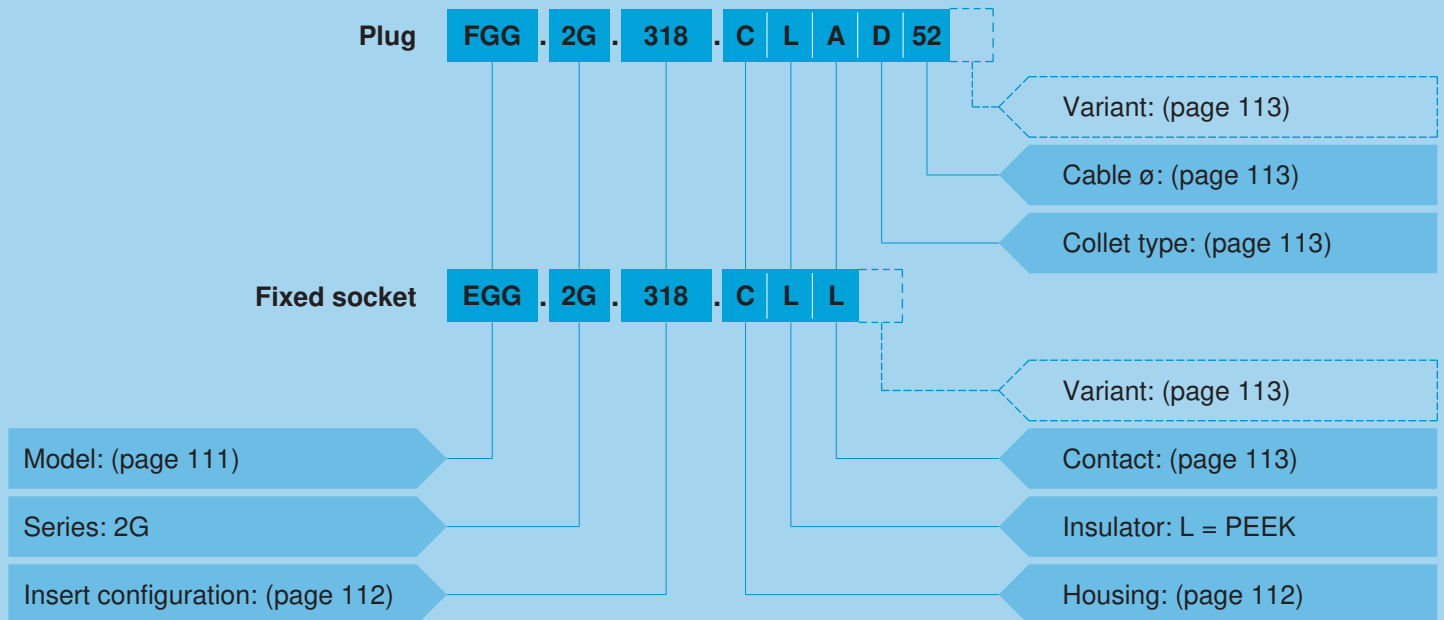 Plug FGG . 2G . 318 . C L A D 52
Variant: (page 113)
Cable ø: (page 113)
Collet type: (page 113)
Fixed socket EGG . 2G . 318 . C L L
Variant: (page 113)
Model: (page 111)
Contact: (page 113)
Series: 2G
Insulator: L = PEEK
Insert configuration: (page 112)
Housing: (page 112)